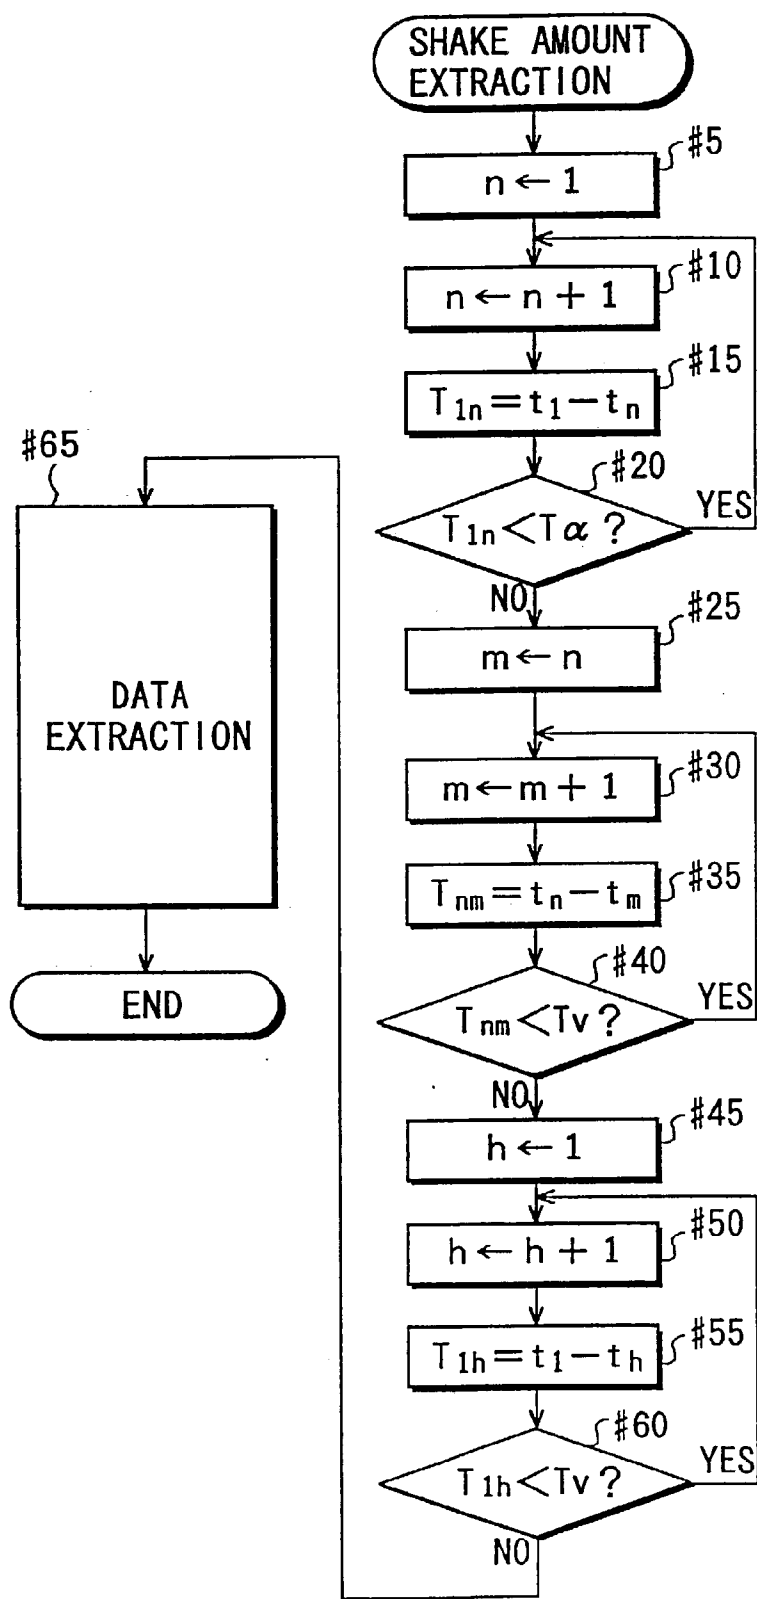 SHAKE AMOUNT
EXTRACTION
#5
n ← 1
#10
n ← n + 1
#15
T1n = t1 − tn
#20
T1n < Tα ?
YES
NO
#25
m ← n
#30
m ← m + 1
#35
Tnm = tn − tm
#40
Tnm < Tv ?
YES
NO
#45
h ← 1
#50
h ← h + 1
#55
T1h = t1 − th
#60
T1h < Tv ?
YES
NO
#65
DATA
EXTRACTION
END